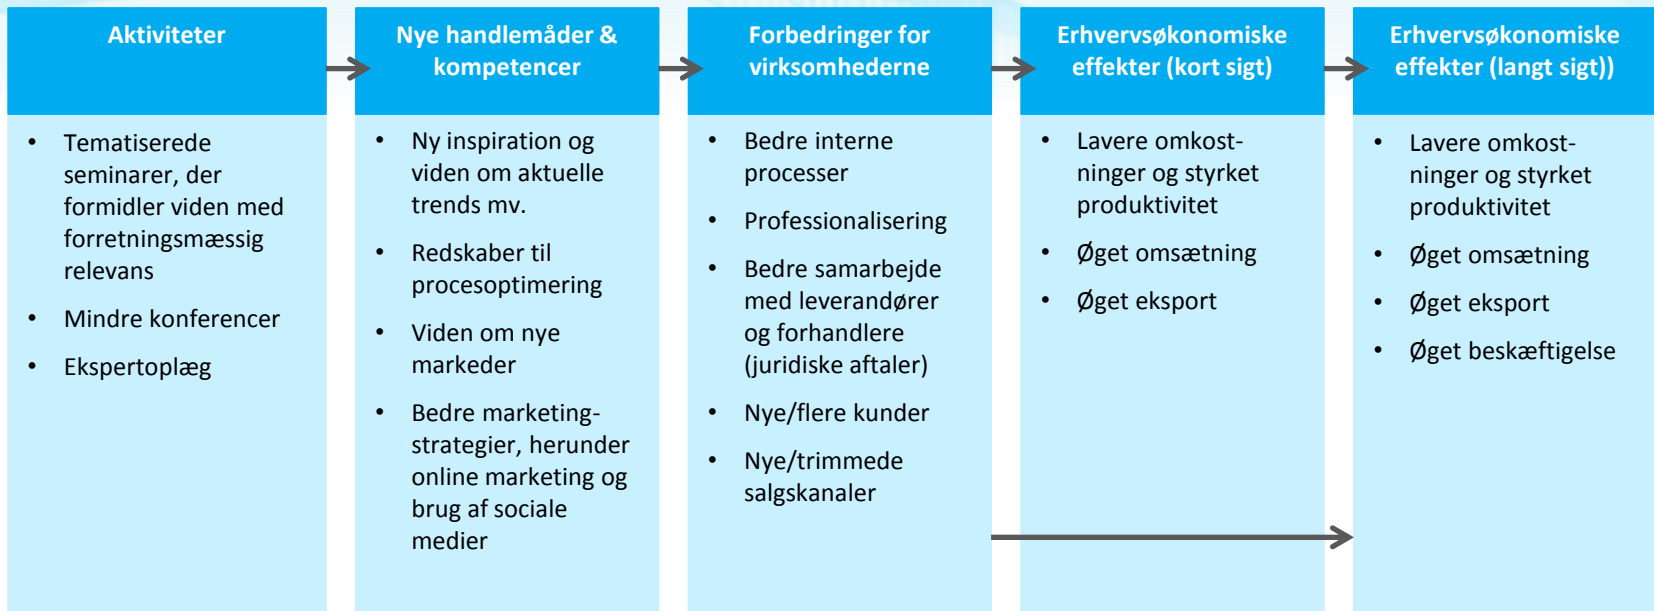 Aktiviteter
• Tematiserede
seminarer, der
formidler viden med
forretningsmæssig
relevans
• Mindre konferencer
• Ekspertoplæg
Nye handlemåder &
kompetencer
• Ny inspiration og
viden om aktuelle
trends mv.
• Redskaber til
procesoptimering
• Viden om nye
markeder
• Bedre marketing-
strategier, herunder
online marketing og
brug af sociale
medier
Forbedringer for
virksomhederne
• Bedre interne
processer
• Professionalisering
• Bedre samarbejde
med leverandører
og forhandlere
(juridiske aftaler)
• Nye/flere kunder
• Nye/trimmede
salgskanaler
Erhvervsøkonomiske
effekter (kort sigt)
• Lavere omkost-
ninger og styrket
produktivitet
• Øget omsætning
• Øget eksport
Erhvervsøkonomiske
effekter (langt sigt))
• Lavere omkost-
ninger og styrket
produktivitet
• Øget omsætning
• Øget eksport
• Øget beskæftigelse